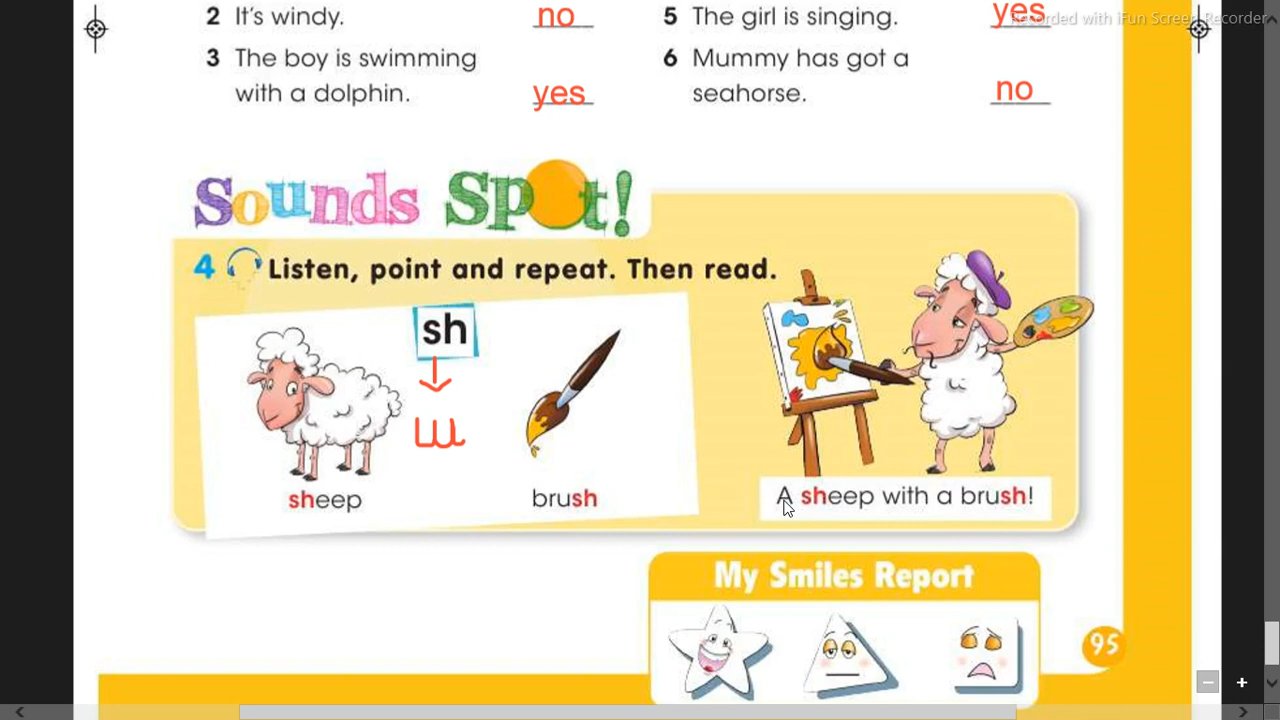 2 It's windy. no
3 The boy is swimming
with a dolphin. yes
5 The girl is singing. yes
6 Mummy has got a
seahorse. no
Recorded with iFun Screen Recorder
Sounds Spot!
4 Listen, point and repeat. Then read.
sh
ш
sheep
brush
A sheep with a brush!
My Smiles Report
95